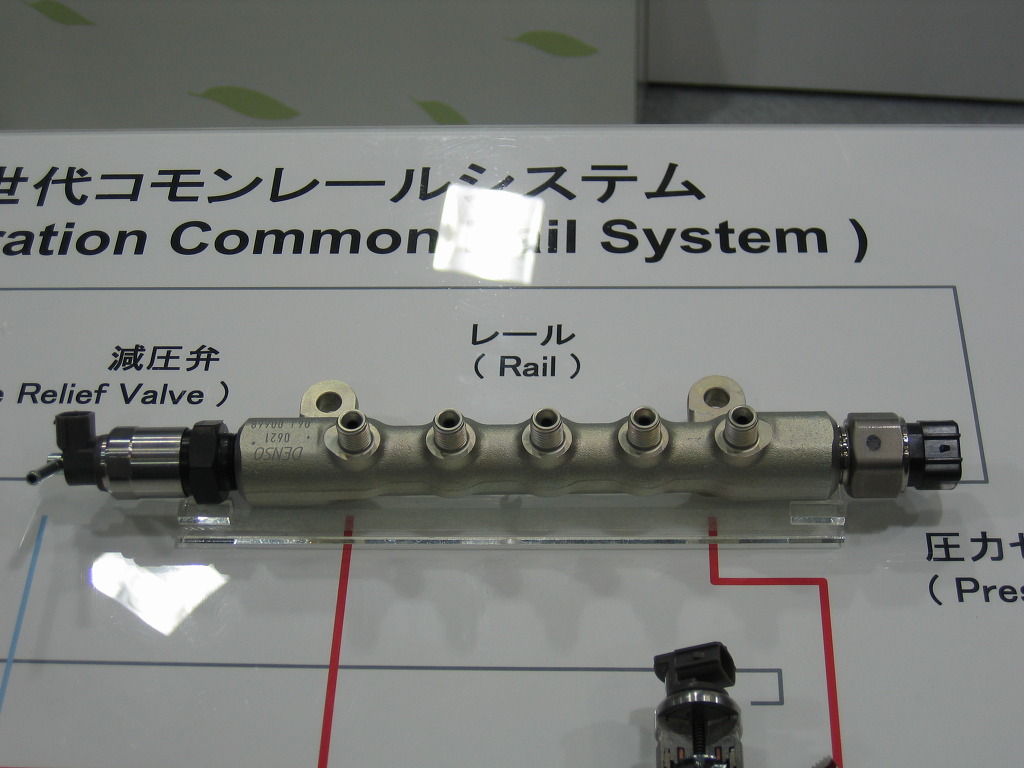 世代コモンレールシステム
ration Common Rail System )
レール
( Rail )
減圧弁
e Relief Valve )
DENSO
0621
圧力セ
( Pres